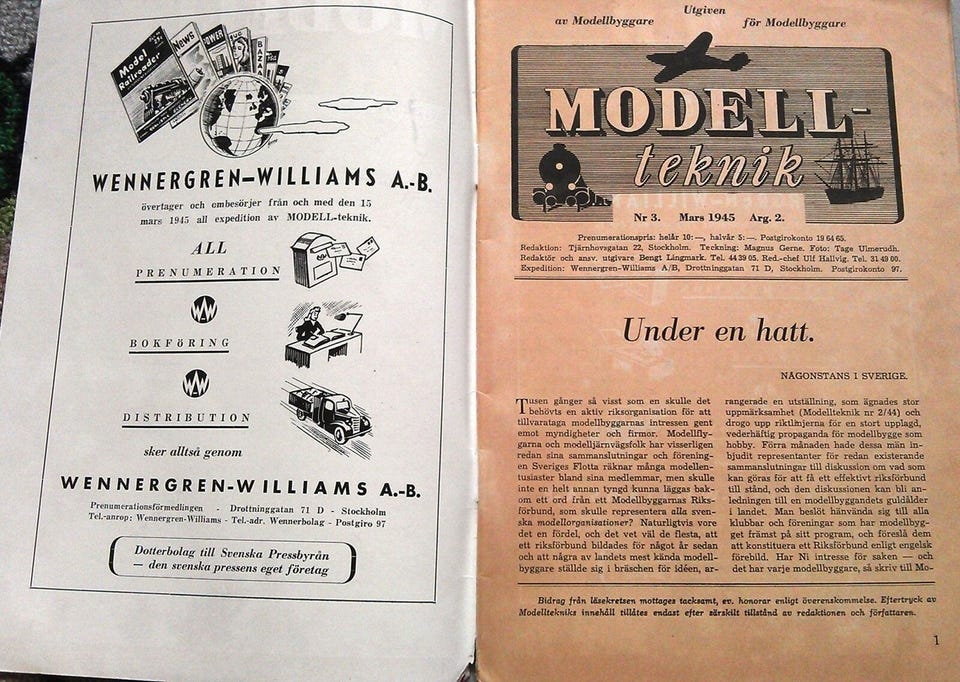 Model
Railroader
News
POWER
BAZAA
WENNERGREN–WILLIAMS A.-B.
övertager och ombesörjer från och med den 15
mars 1945 all expedition av MODELL-teknik.
ALL
PRENUMERATION
WW
BOKFÖRING
WW
DISTRIBUTION
sker alltså genom
WENNERGREN-WILLIAMS A.-B.
Prenumerationsförmedlingen - Drottninggatan 71 D - Stockholm
Tel.-anrop: Wennergren-Williams - Tel.-adr. Wennerbolag - Postgiro 97
Dotterbolag till Svenska Pressbyrån
— den svenska pressens eget företag
Utgiven
av Modellbyggare för Modellbyggare
MODELL-
teknik
Nr 3. Mars 1945 Arg. 2.
Prenumerationspris: helår 10:—, halvår 5:—. Postgirokonto 19 64 65.
Redaktion: Tjärhovsgatan 22, Stockholm. Teckning: Magnus Gerne. Foto: Tage Ulmerudh.
Redaktör och ansv. utgivare Bengt Lingmark. Tel. 44 39 05. Red.-chef Ulf Hallvig. Tel. 31 49 00.
Expedition: Wennergren-Williams A/B, Drottninggatan 71 D, Stockholm. Postgirokonto 97.
Under en hatt.
NÅGONSTANS I SVERIGE.
Tusen gånger så visst som en skulle det
behövts en aktiv riksorganisation för att
tillvarataga modellbyggarnas intressen gent
emot myndigheter och firmor. Modellfly-
garna och modelljärnvägsfolk har visserligen
redan sina sammanslutningar och förening-
en Sveriges Flotta räknar många modellen-
tusiaster bland sina medlemmar, men skulle
inte en helt annan tyngd kunna läggas bak-
om ett ord från ett Modellbyggarnas Riks-
förbund, som skulle representera alla sven-
ska modellorganisationer? Naturligtvis vore
det en fördel, och det vet väl de flesta, att
ett riksförbund bildades för något år sedan
och att några av landets mest kända modell-
byggare ställde sig i bräschen för idéen, ar-
rangerade en utställning, som ägnades stor
uppmärksamhet (Modellteknik nr 2/44) och
drogo upp riktlinjerna för en stort upplagd,
vederhäftig propaganda för modellbygge som
hobby. Förra månaden hade dessa män in-
bjudit representanter för redan existerande
sammanslutningar till diskussion om vad som
kan göras för att få ett effektivt riksförbund
till stånd, och den diskussionen kan bli an-
ledningen till en modellbyggandets guldålder
i landet. Man beslöt hänvända sig till alla
klubbar och föreningar som har modellbyg-
get främst på sitt program, och föreslå dem
att konstituera ett Riksförbund enligt engelsk
förebild. Har Ni intresse för saken — och
det har varje modellbyggare, så skriv till Mo-
Bidrag från läsekretsen mottages tacksamt, ev. honorar enligt överenskommelse. Eftertryck av
Modelltekniks innehåll tillåtes endast efter särskilt tillstånd av redaktionen och författaren.
1